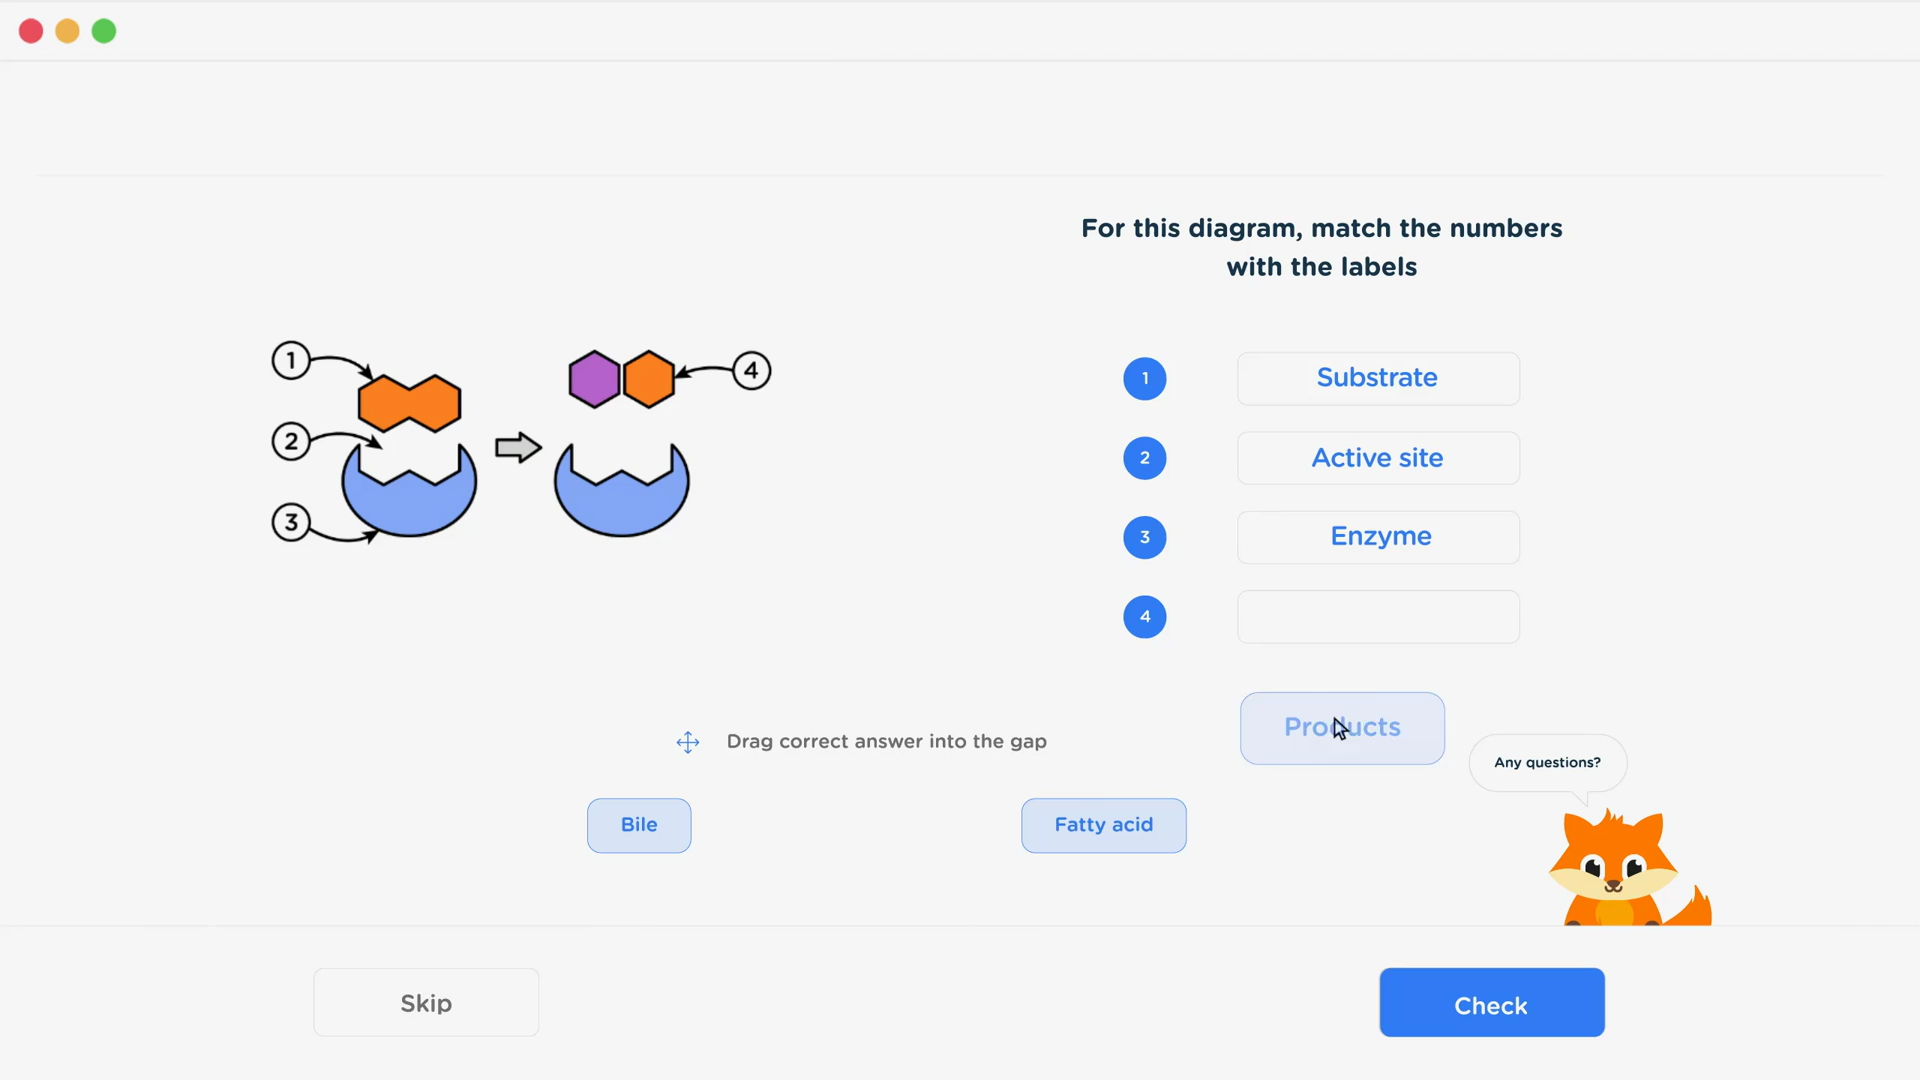 For this diagram, match the numbers
with the labels
1
4
2
3
1 Substrate
2 Active site
3 Enzyme
4
Products
Drag correct answer into the gap
Any questions?
Bile
Fatty acid
Skip
Check